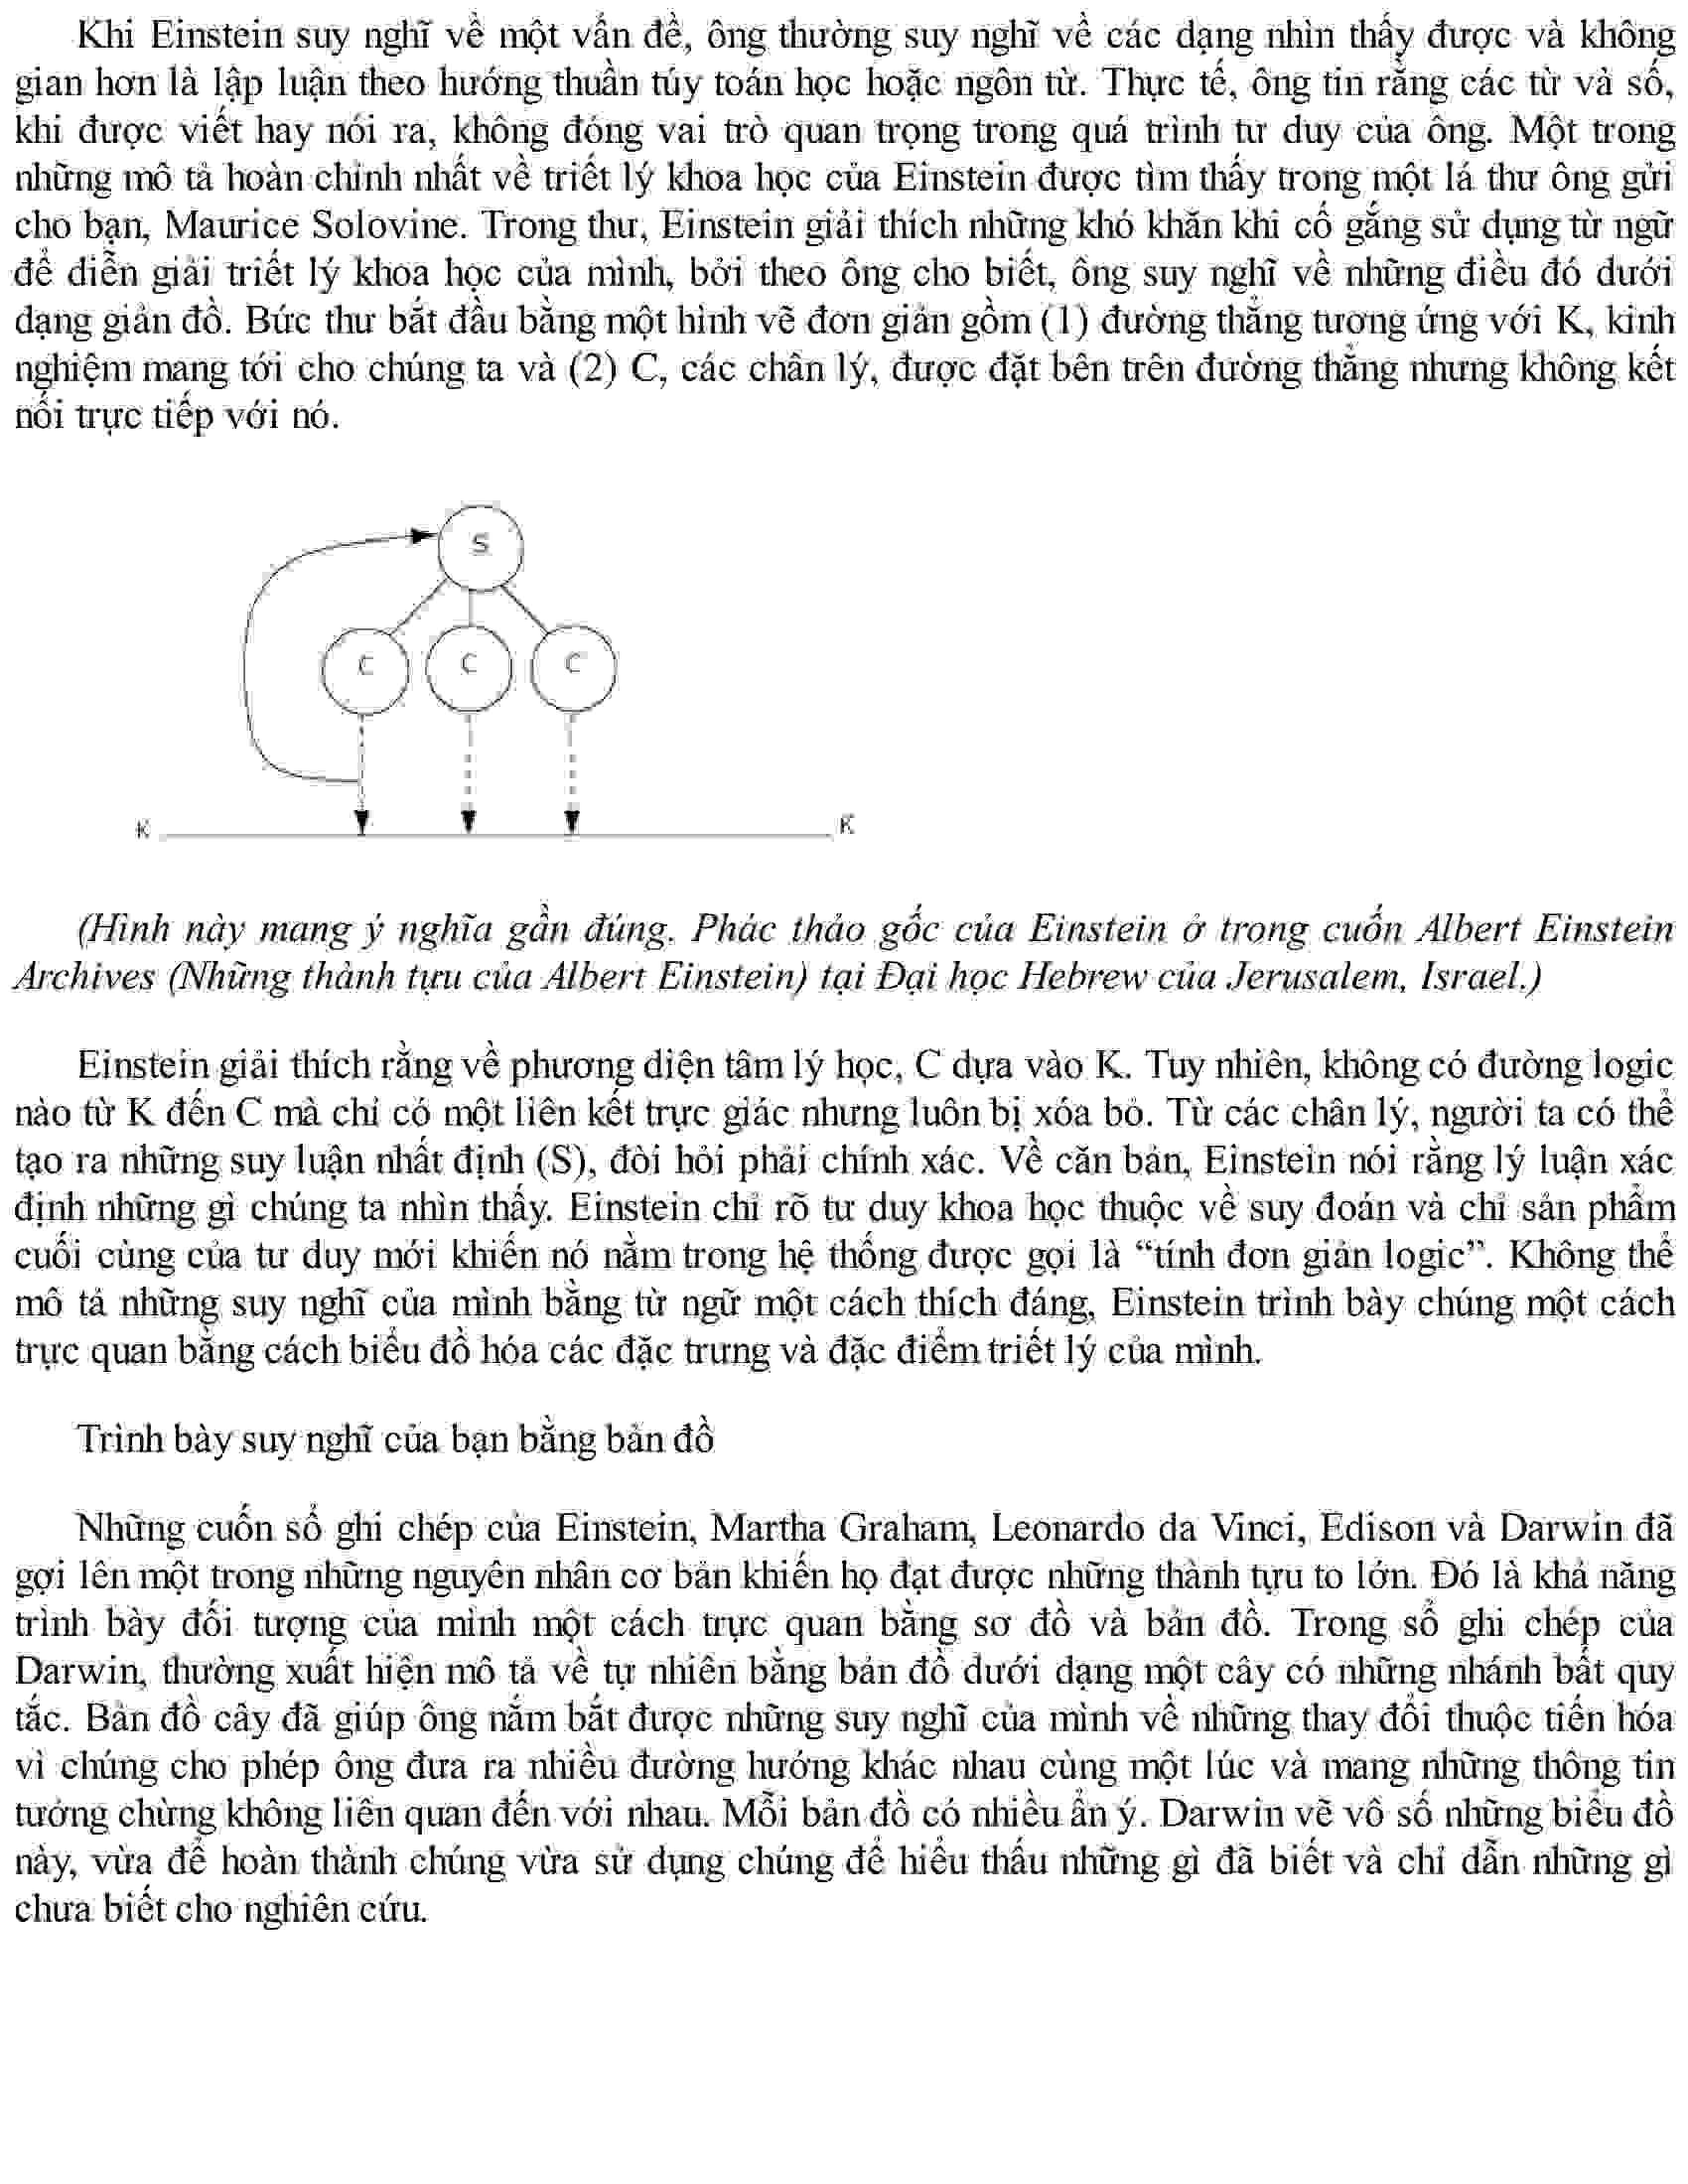 Khi Einstein suy nghĩ về một vấn đề, ông thường suy nghĩ về các dạng nhìn thấy được và không
gian hơn là lập luận theo hướng thuần túy toán học hoặc ngôn từ. Thực tế, ông tin rằng các từ và số,
khi được viết hay nói ra, không đóng vai trò quan trọng trong quá trình tư duy của ông. Một trong
những mô tả hoàn chỉnh nhất về triết lý khoa học của Einstein được tìm thấy trong một lá thư ông gửi
cho bạn, Maurice Solovine. Trong thư, Einstein giải thích những khó khăn khi cố gắng sử dụng từ ngữ
để diễn giải triết lý khoa học của mình, bởi theo ông cho biết, ông suy nghĩ về những điều đó dưới
dạng giản đồ. Bức thư bắt đầu bằng một hình vẽ đơn giản gồm (1) đường thẳng tương ứng với K, kinh
nghiệm mang tới cho chúng ta và (2) C, các chân lý, được đặt bên trên đường thẳng nhưng không kết
nối trực tiếp với nó.
S
C C C
K K
(Hình này mang ý nghĩa gần đúng. Phác thảo gốc của Einstein ở trong cuốn Albert Einstein
Archives (Những thành tựu của Albert Einstein) tại Đại học Hebrew của Jerusalem, Israel.)
Einstein giải thích rằng về phương diện tâm lý học, C dựa vào K. Tuy nhiên, không có đường logic
nào từ K đến C mà chỉ có một liên kết trực giác nhưng luôn bị xóa bỏ. Từ các chân lý, người ta có thể
tạo ra những suy luận nhất định (S), đòi hỏi phải chính xác. Về căn bản, Einstein nói rằng lý luận xác
định những gì chúng ta nhìn thấy. Einstein chỉ rõ tư duy khoa học thuộc về suy đoán và chỉ sản phẩm
cuối cùng của tư duy mới khiến nó nằm trong hệ thống được gọi là “tính đơn giản logic”. Không thể
mô tả những suy nghĩ của mình bằng từ ngữ một cách thích đáng, Einstein trình bày chúng một cách
trực quan bằng cách biểu đồ hóa các đặc trưng và đặc điểm triết lý của mình.
Trình bày suy nghĩ của bạn bằng bản đồ
Những cuốn sổ ghi chép của Einstein, Martha Graham, Leonardo da Vinci, Edison và Darwin đã
gợi lên một trong những nguyên nhân cơ bản khiến họ đạt được những thành tựu to lớn. Đó là khả năng
trình bày đối tượng của mình một cách trực quan bằng sơ đồ và bản đồ. Trong sổ ghi chép của
Darwin, thường xuất hiện mô tả về tự nhiên bằng bản đồ dưới dạng một cây có những nhánh bất quy
tắc. Bản đồ cây đã giúp ông nắm bắt được những suy nghĩ của mình về những thay đổi thuộc tiến hóa
vì chúng cho phép ông đưa ra nhiều đường hướng khác nhau cùng một lúc và mang những thông tin
tưởng chừng không liên quan đến với nhau. Mỗi bản đồ có nhiều ẩn ý. Darwin vẽ vô số những biểu đồ
này, vừa để hoàn thành chúng vừa sử dụng chúng để hiểu thấu những gì đã biết và chỉ dẫn những gì
chưa biết cho nghiên cứu.